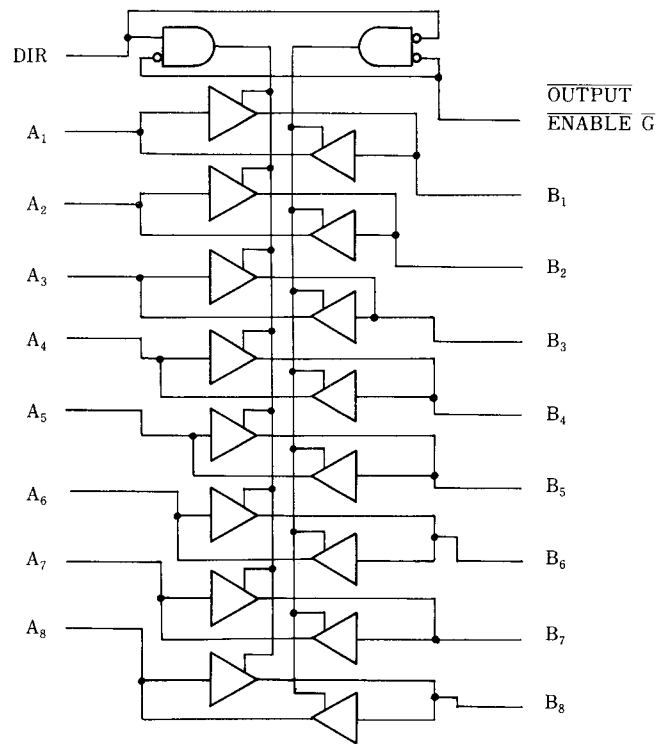 DIR
OUTPUT
ENABLE G
A₁
B₁
A₂
B₂
A₃
B₃
A₄
B₄
A₅
B₅
A₆
B₆
A₇
B₇
A₈
B₈